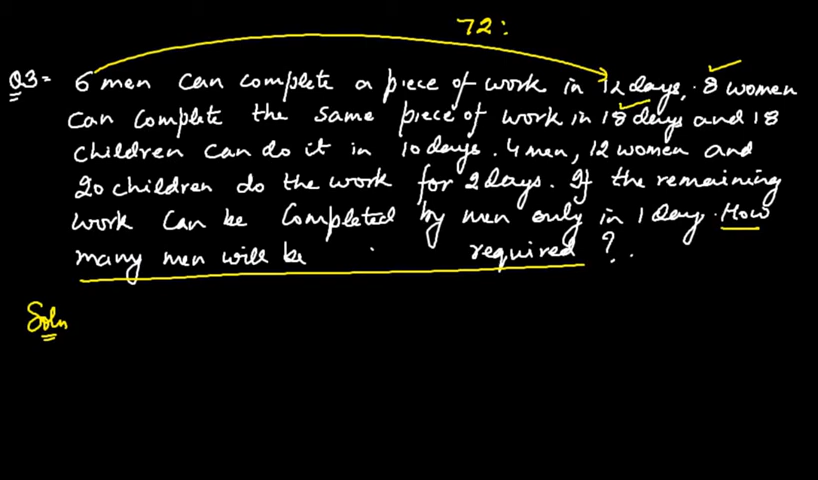 72:
Q3= 6 men can complete a piece of work in 12 days. 8 women
can complete the same piece of work in 18 days and 18
children can do it in 10 days. 4 men, 12 women and
20 children do the work for 2 days. If the remaining
work can be completed by men only in 1 day. How
many men will be required ?.
Soln